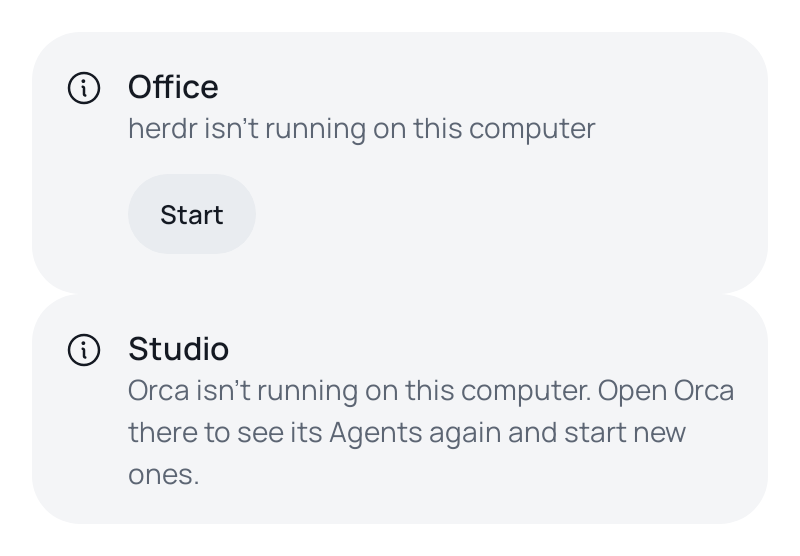 Office
herdr isn’t running on this computer
Start
Studio
Orca isn’t running on this computer. Open Orca
there to see its Agents again and start new
ones.